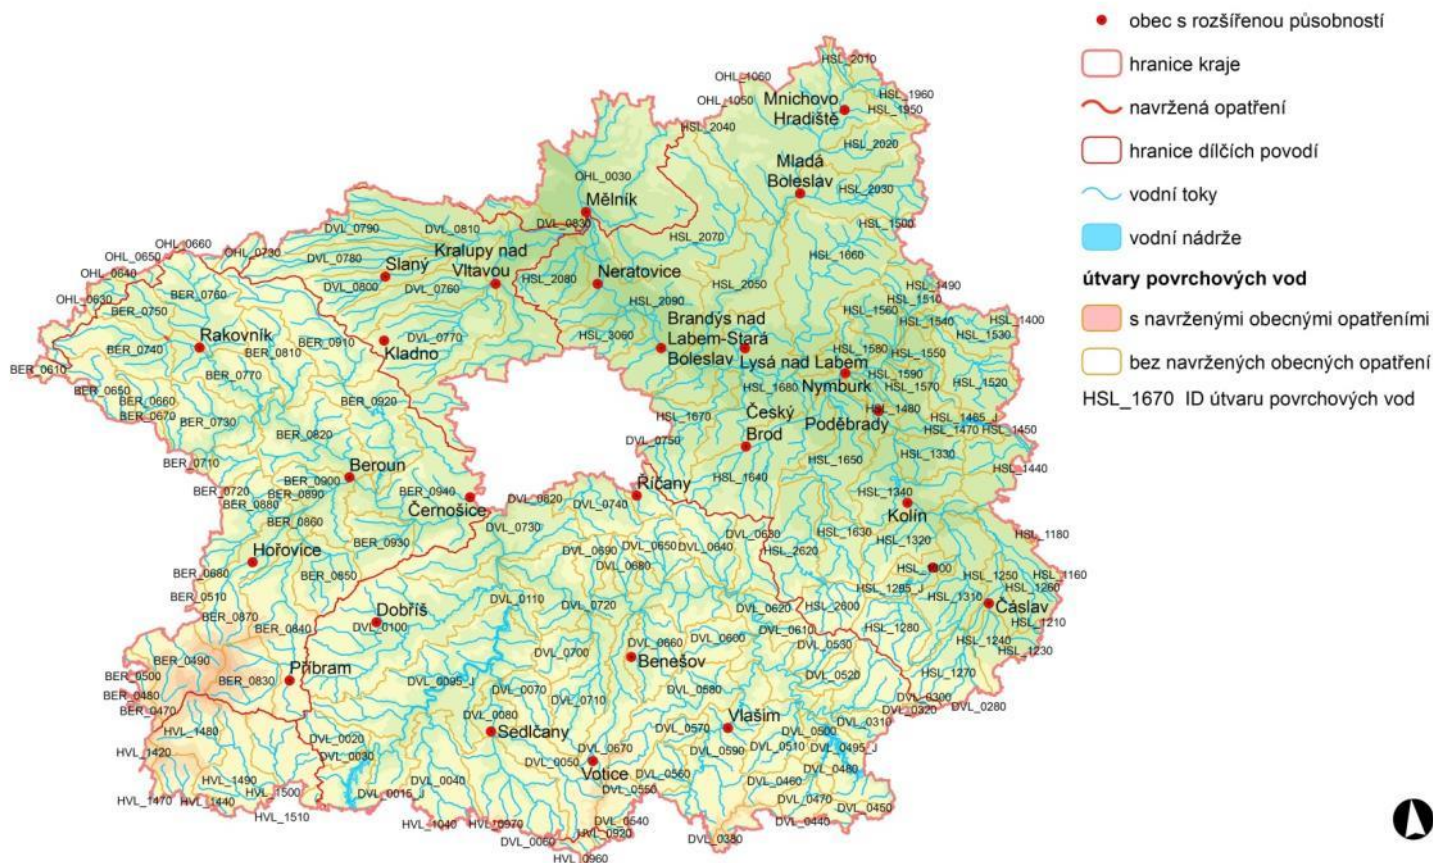 obec s rozšířenou působností
hranice kraje
navržená opatření
hranice dílčích povodí
vodní toky
vodní nádrže
útvary povrchových vod
s navrženými obecnými opatřeními
bez navržených obecných opatření
HSL_1670 ID útvaru povrchových vod
HSL_2010
OHL_1060
HSL_1960
OHL_1050
Mnichovo
Hradiště
HSL_1950
HSL_2040
HSL_2020
Mladá
Boleslav
OHL_0030
HSL_2030
Mělník
DVL_0830
HSL_1500
DVL_0790
DVL_0810
HSL_2070
OHL_0660
OHL_0730
Kralupy nad
Vltavou
HSL_1660
OHL_0650
DVL_0780
OHL_0640
Slaný
HSL_2080
Neratovice
HSL_2050
HSL_1490
DVL_0800
DVL_0760
OHL_0630
BER_0760
HSL_2090
HSL_1510
BER_0750
HSL_1560
Brandýs nad
Labem-Stará
Boleslav
HSL_1540
HSL_1400
Rakovník
BER_0910
DVL_0770
HSL_3060
HSL_1530
BER_0740
BER_0810
Kladno
HSL_1580
HSL_1550
BER_0610
BER_0770
Lysá nad Labem
HSL_1590
BER_0650
HSL_1680
Nymburk
HSL_1570
HSL_1520
BER_0660
BER_0920
BER_0670
HSL_1670
Český
Brod
HSL_1480
HSL_1465_J
BER_0730
Poděbrady
HSL_1470
HSL_1450
BER_0820
DVL_0750
BER_0710
HSL_1650
HSL_1330
Beroun
HSL_1440
BER_0900
HSL_1640
BER_0720
BER_0890
BER_0940
Říčany
HSL_1340
BER_0880
Černošice
DVL_0820
DVL_0740
Kolín
BER_0860
DVL_0730
DVL_0630
HSL_1630
HSL_1180
BER_0930
DVL_0690
DVL_0650
DVL_0640
HSL_1320
Hořovice
DVL_0680
HSL_2620
BER_0680
BER_0850
HSL_1250
HSL_1160
BER_0510
DVL_0110
HSL_1285_J
HSL_1260
DVL_0720
DVL_0620
HSL_2600
HSL_1310
Čáslav
BER_0870
Dobříš
DVL_0100
HSL_1210
BER_0840
DVL_0610
HSL_1280
DVL_0600
HSL_1240
HSL_1230
DVL_0660
DVL_0530
DVL_0700
Benešov
BER_0490
HSL_1270
BER_0500
Příbram
BER_0830
DVL_0520
BER_0480
DVL_0095_J
DVL_0070
DVL_0580
DVL_0300
BER_0470
DVL_0710
DVL_0320
DVL_0280
DVL_0080
Vlašim
DVL_0310
HVL_1480
Sedlčany
DVL_0570
DVL_0500
DVL_0020
HVL_1420
DVL_0670
DVL_0590
DVL_0510
DVL_0495_J
DVL_0030
DVL_0050
Votice
DVL_0560
DVL_0480
HVL_1490
DVL_0040
DVL_0460
DVL_0550
HVL_1500
DVL_0015_J
HVL_1470
HVL_1440
DVL_0470
DVL_0450
HVL_1510
HVL_1040
HVL_0970
DVL_0540
DVL_0440
HVL_0920
DVL_0060
DVL_0380
HVL_0960